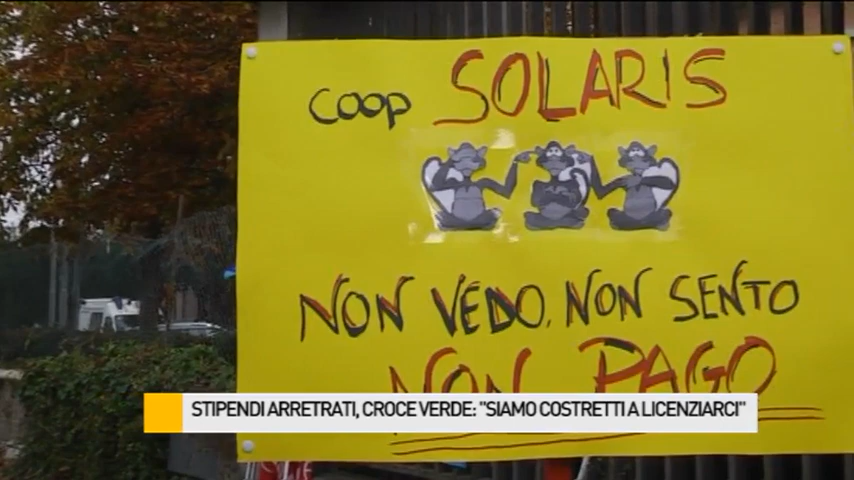 COOP SOLARIS
NON VEDO, NON SENTO
NON PAGO
STIPENDI ARRETRATI, CROCE VERDE: "SIAMO COSTRETTI A LICENZIARCI"